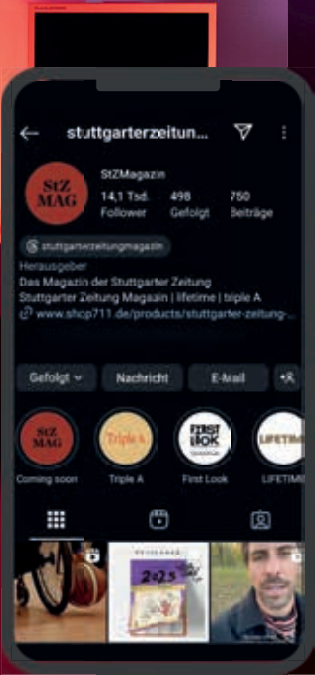 stuttgarterzeitun...
StZ
MAG
StZMagazin
14,1 Tsd. 498 750
Follower Gefolgt Beiträge
stuttgarterzeitungmagazin
Herausgeber
Das Magazin der Stuttgarter Zeitung
Stuttgarter Zeitung Magazin | lifetime | triple A
www.shop711.de/products/stuttgarter-zeitung-...
Gefolgt Nachricht E-Mail
StZ
MAG
Triple A
FIRST
LOOK
LIFETIM
Coming soon Triple A First Look LIFETIME
2025